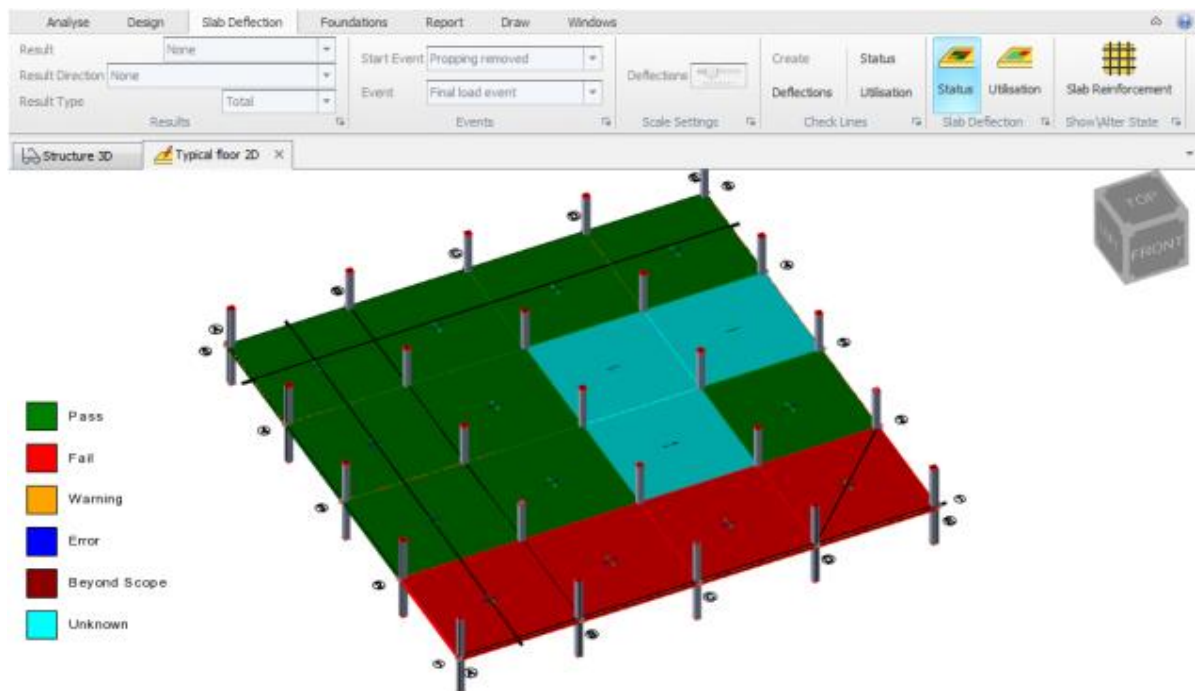 Analyse Design Slab Deflection Foundations Report Draw Windows
Result None
Result Direction None
Result Type Total
Results
Start Event Propping removed
Event Final load event
Events
Deflections
Scale Settings
Create Status
Deflections Utilisation
Check Lines
Status Utilisation
Slab Deflection
Slab Reinforcement
Show\Alter State
Structure 3D Typical floor 2D
TOP
FRONT
Pass
Fail
Warning
Error
Beyond Scope
Unknown